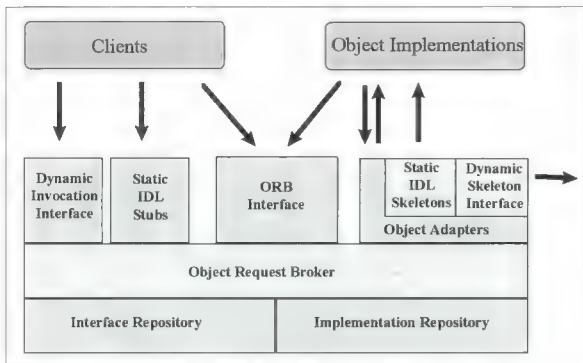 Clients
Object Implementations
Dynamic
Invocation
Interface
Static
IDL
Stubs
ORB
Interface
Static
IDL
Skeletons
Dynamic
Skeleton
Interface
Object Adapters
Object Request Broker
Interface Repository
Implementation Repository